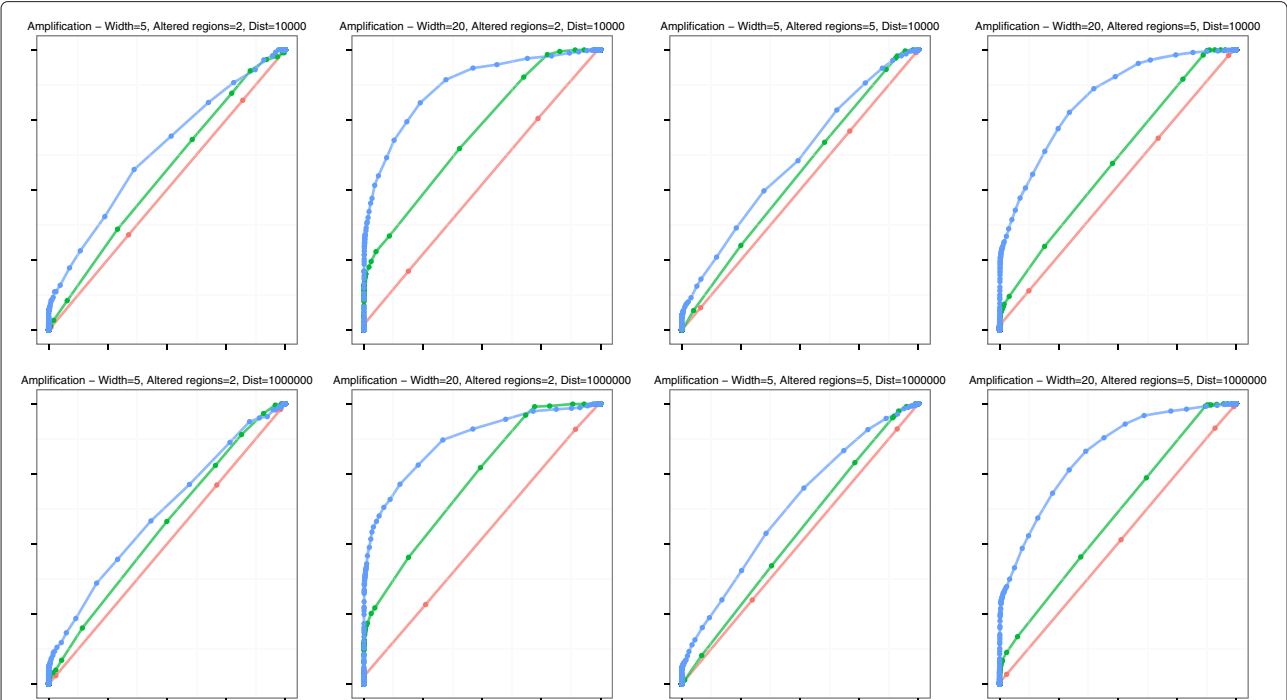 Amplification – Width=5, Altered regions=2, Dist=10000
Amplification – Width=20, Altered regions=2, Dist=10000
Amplification – Width=5, Altered regions=5, Dist=10000
Amplification – Width=20, Altered regions=5, Dist=10000
Amplification – Width=5, Altered regions=2, Dist=1000000
Amplification – Width=20, Altered regions=2, Dist=1000000
Amplification – Width=5, Altered regions=5, Dist=1000000
Amplification – Width=20, Altered regions=5, Dist=1000000